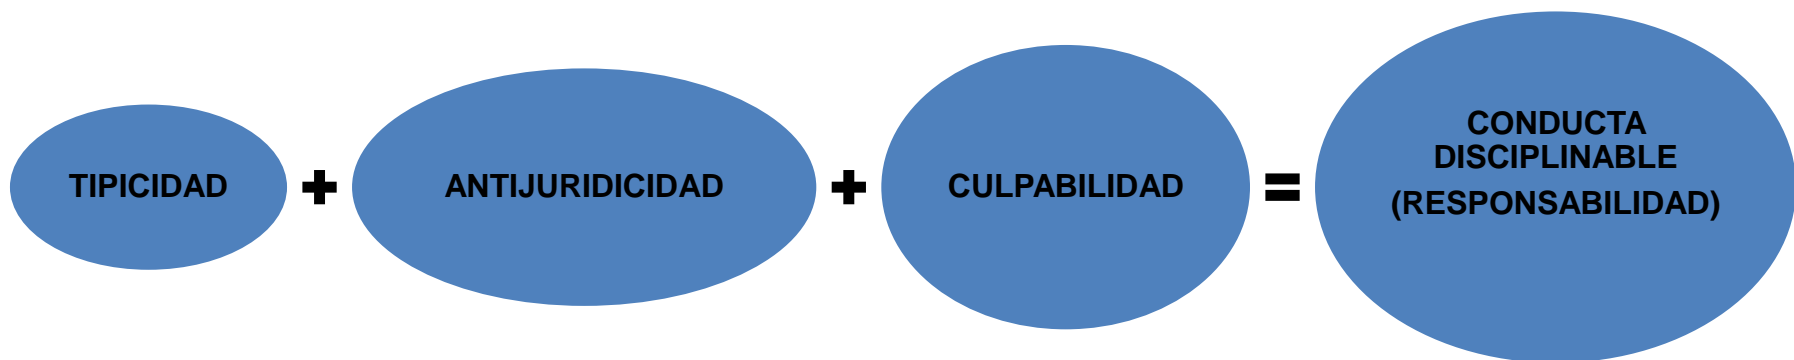 TIPICIDAD
+
ANTIJURIDICIDAD
+
CULPABILIDAD
=
CONDUCTA
DISCIPLINABLE
(RESPONSABILIDAD)